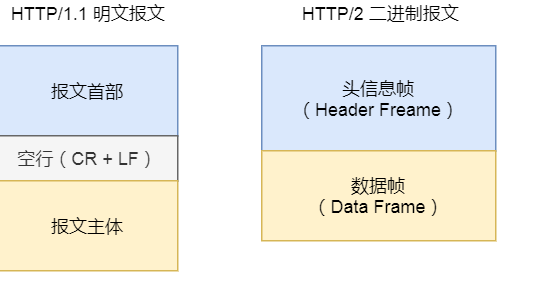 HTTP/1.1 明文报文
报文首部
空行（CR + LF）
报文主体
HTTP/2 二进制报文
头信息帧
（Header Freame）
数据帧
（Data Frame）